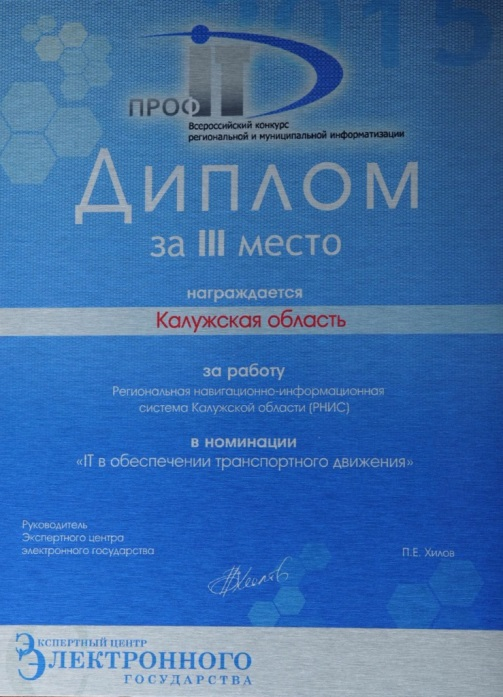 2015
ПРОФ IT
Всероссийский конкурс
региональной и муниципальной информатизации
Диплом
за III место
награждается
Калужская область
за работу
Региональная навигационно-информационная
система Калужской области (РНИС)
в номинации
«IT в обеспечении транспортного движения»
Руководитель
Экспертного центра
электронного государства
П.Е. Хилов
ЭКСПЕРТНЫЙ ЦЕНТР
ЭЛЕКТРОННОГО
ГОСУДАРСТВА